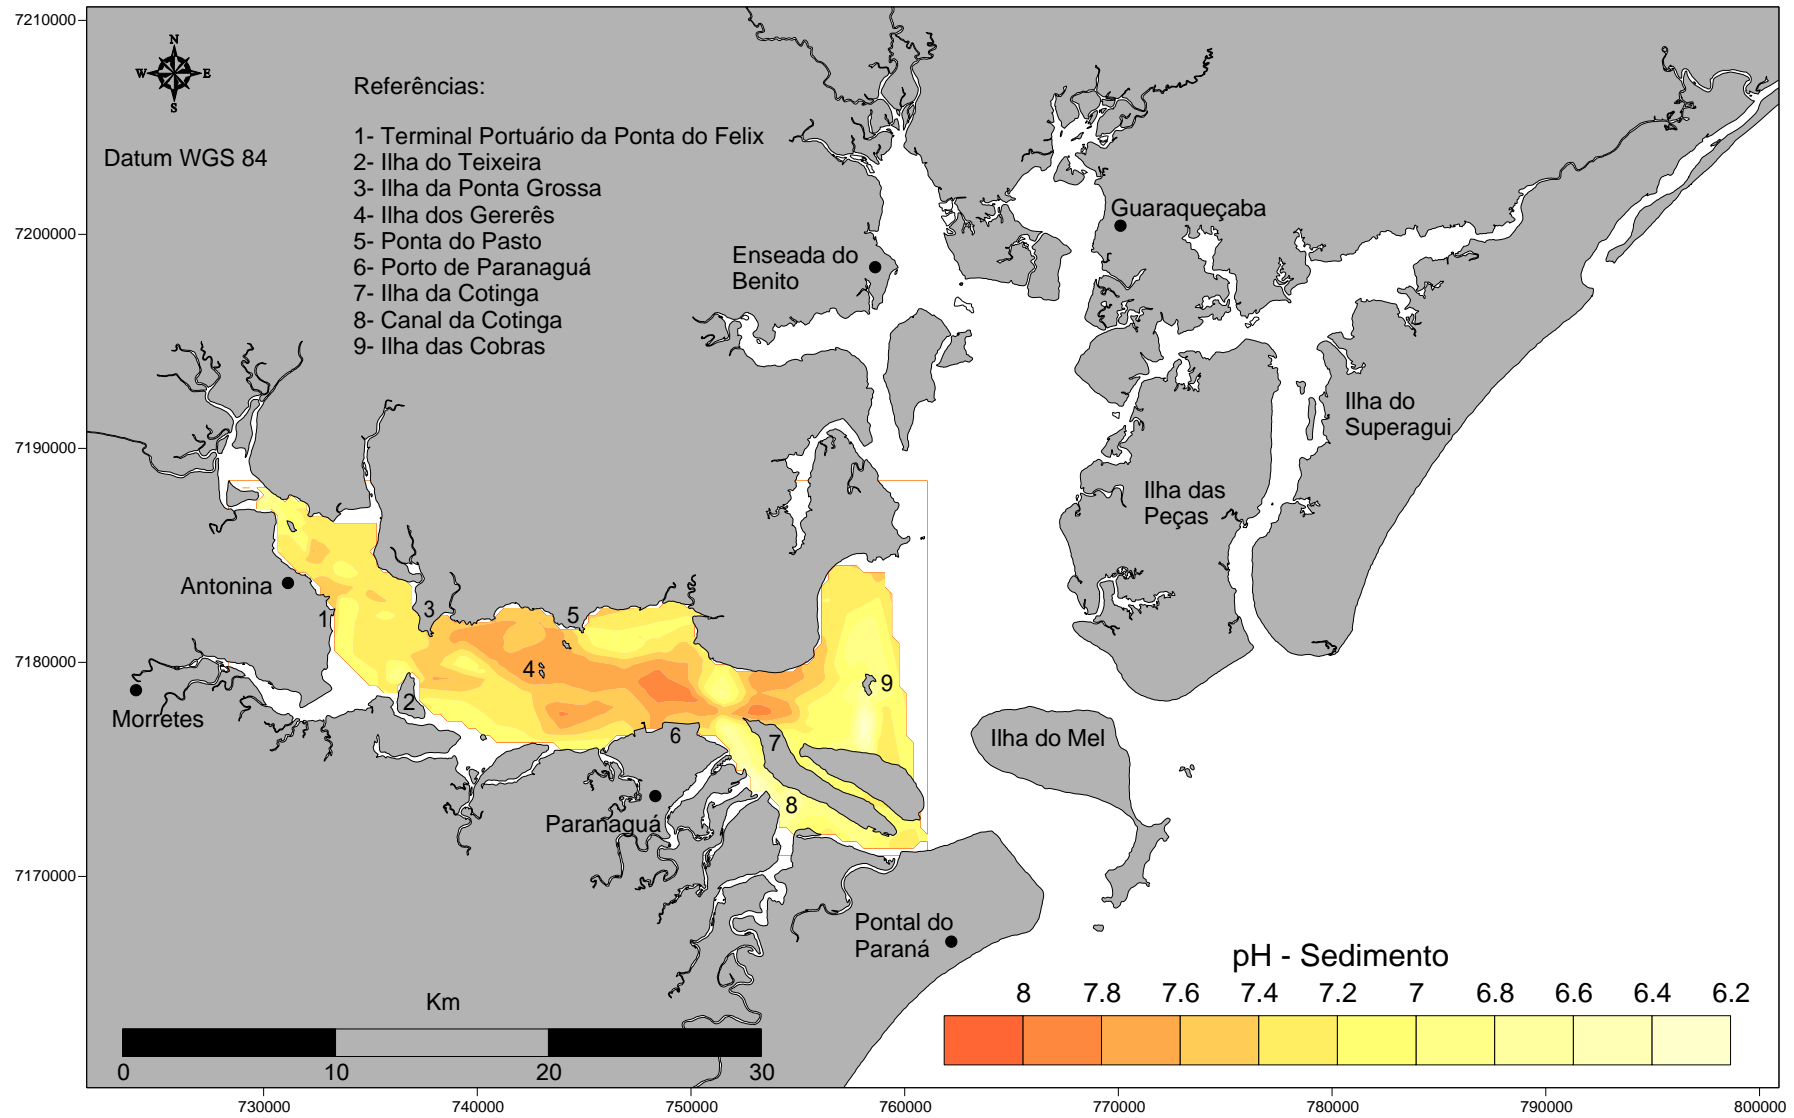 7210000
7200000
7190000
7180000
7170000
N
W E
S
Datum WGS 84
Referências:
1- Terminal Portuário da Ponta do Felix
2- Ilha do Teixeira
3- Ilha da Ponta Grossa
4- Ilha dos Gererês
5- Ponta do Pasto
6- Porto de Paranaguá
7- Ilha da Cotinga
8- Canal da Cotinga
9- Ilha das Cobras
Guaraqueçaba
Enseada do
Benito
Ilha do
Superagui
Ilha das
Peças
Antonina
1
2
3
4
5
6
7
8
9
Morretes
Ilha do Mel
Paranaguá
Pontal do
Paraná
Km
0 10 20 30
pH - Sedimento
8 7.8 7.6 7.4 7.2 7 6.8 6.6 6.4 6.2
730000 740000 750000 760000 770000 780000 790000 800000